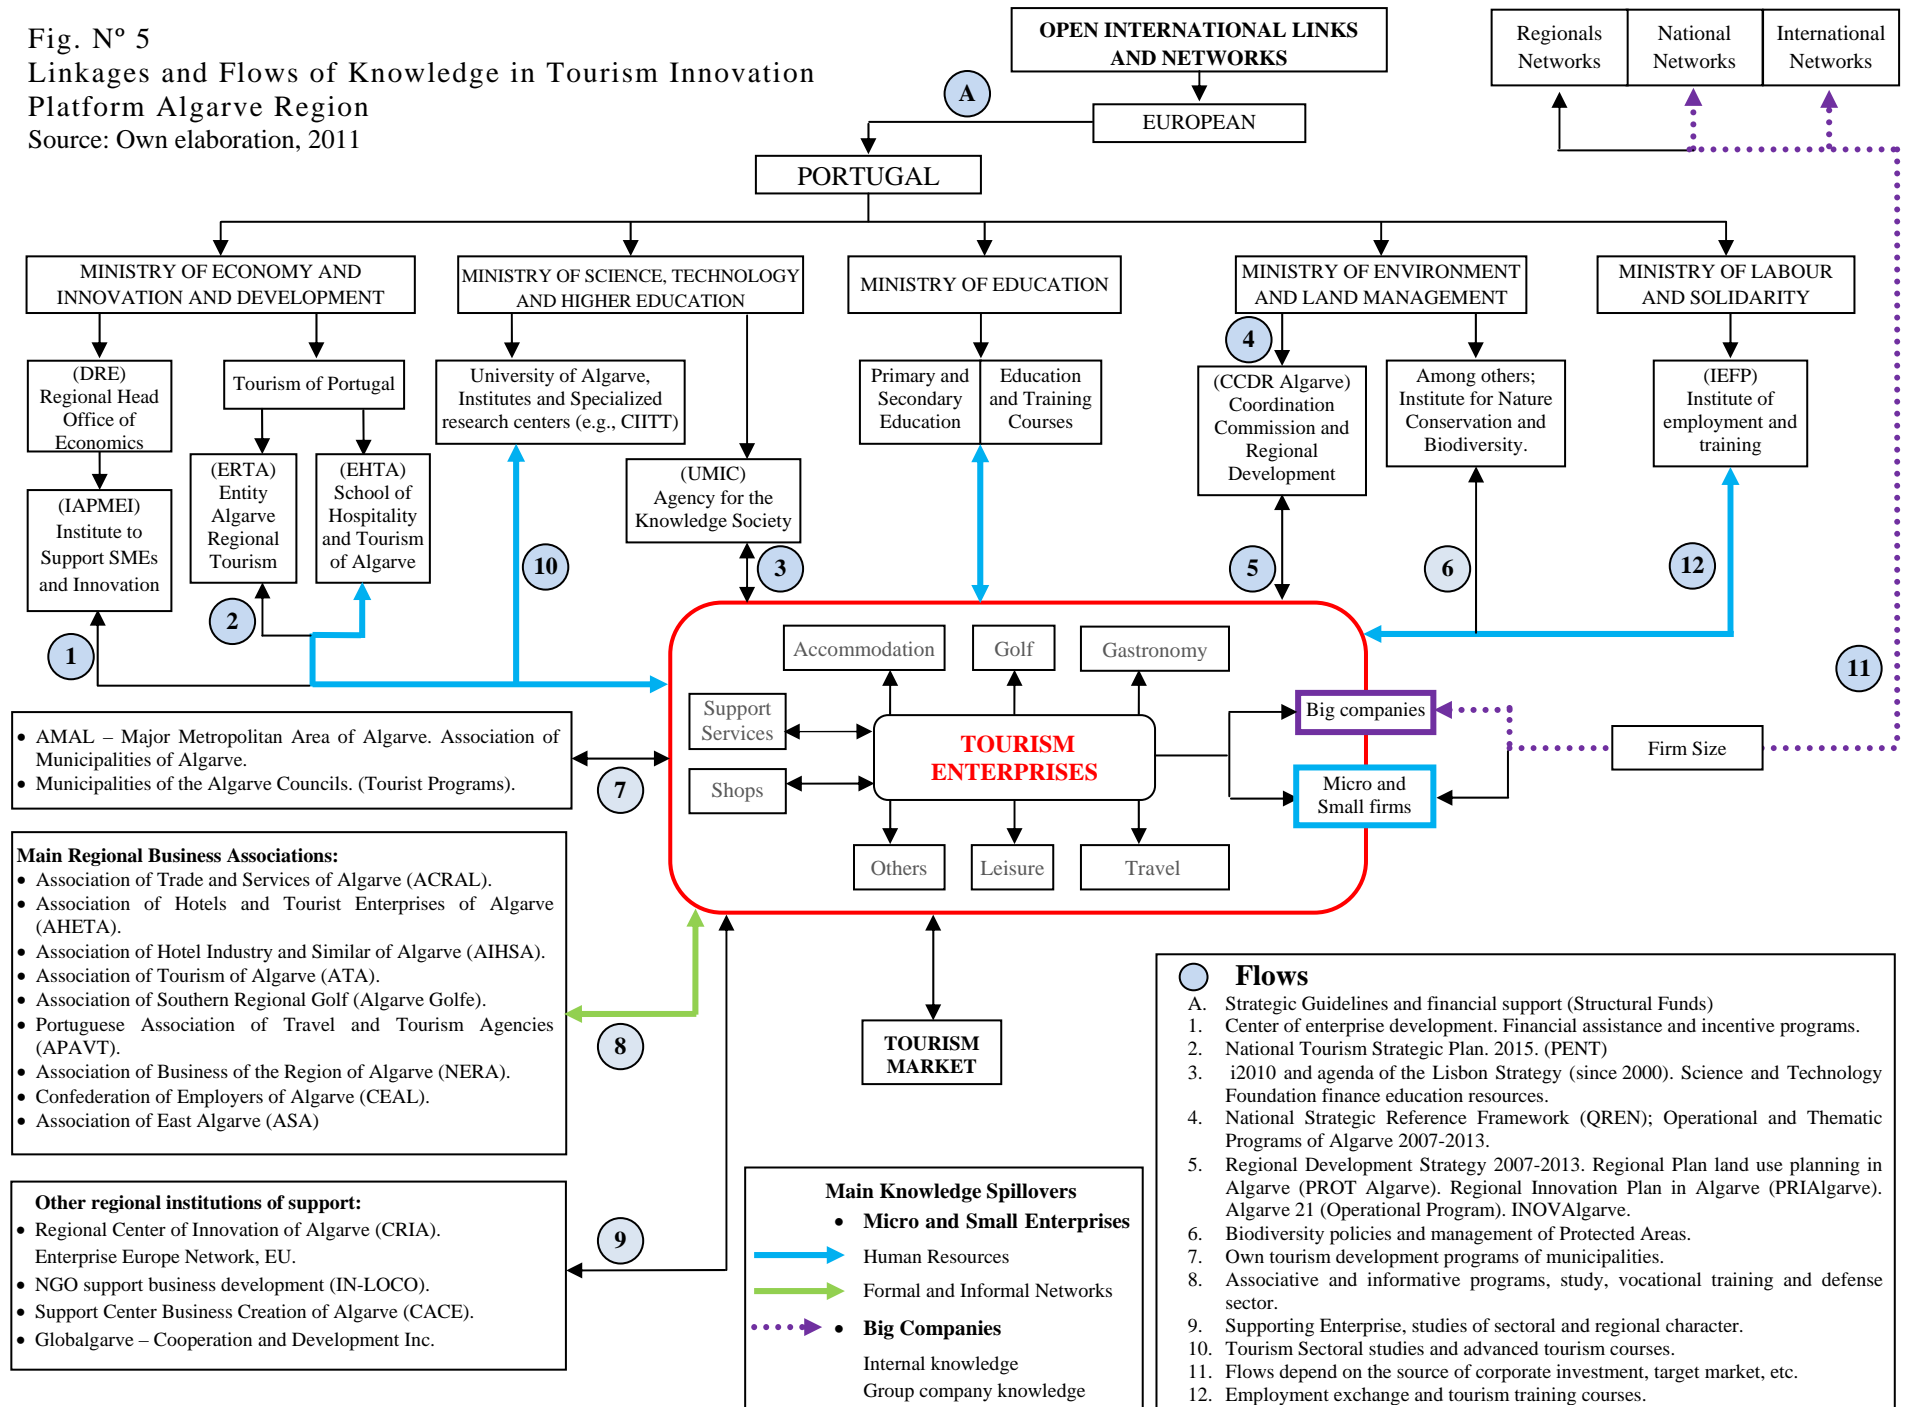 Fig. Nº 5
Linkages and Flows of Knowledge in Tourism Innovation
Platform Algarve Region
Source: Own elaboration, 2011
OPEN INTERNATIONAL LINKS
AND NETWORKS
Regionals
Networks
National
Networks
International
Networks
A
EUROPEAN
PORTUGAL
MINISTRY OF ECONOMY AND
INNOVATION AND DEVELOPMENT
MINISTRY OF SCIENCE, TECHNOLOGY
AND HIGHER EDUCATION
MINISTRY OF EDUCATION
MINISTRY OF ENVIRONMENT
AND LAND MANAGEMENT
MINISTRY OF LABOUR
AND SOLIDARITY
4
(DRE)
Regional Head
Office of
Economics
Tourism of Portugal
University of Algarve,
Institutes and Specialized
research centers (e.g., CIITT)
Primary and
Secondary
Education
Education
and Training
Courses
(CCDR Algarve)
Coordination
Commission and
Regional
Development
Among others;
Institute for Nature
Conservation and
Biodiversity.
(IEFP)
Institute of
employment and
training
(IAPMEI)
Institute to
Support SMEs
and Innovation
(ERTA)
Entity
Algarve
Regional
Tourism
(EHTA)
School of
Hospitality
and Tourism
of Algarve
(UMIC)
Agency for the
Knowledge Society
10
3
5
6
12
2
1
11
Accommodation
Golf
Gastronomy
Support
Services
Shops
TOURISM
ENTERPRISES
Big companies
Micro and
Small firms
Firm Size
Others
Leisure
Travel
• AMAL – Major Metropolitan Area of Algarve. Association of
Municipalities of Algarve.
• Municipalities of the Algarve Councils. (Tourist Programs).
7
Main Regional Business Associations:
• Association of Trade and Services of Algarve (ACRAL).
• Association of Hotels and Tourist Enterprises of Algarve
(AHETA).
• Association of Hotel Industry and Similar of Algarve (AIHSA).
• Association of Tourism of Algarve (ATA).
• Association of Southern Regional Golf (Algarve Golfe).
• Portuguese Association of Travel and Tourism Agencies
(APAVT).
• Association of Business of the Region of Algarve (NERA).
• Confederation of Employers of Algarve (CEAL).
• Association of East Algarve (ASA)
8
TOURISM
MARKET
Other regional institutions of support:
• Regional Center of Innovation of Algarve (CRIA).
Enterprise Europe Network, EU.
• NGO support business development (IN-LOCO).
• Support Center Business Creation of Algarve (CACE).
• Globalgarve – Cooperation and Development Inc.
9
Main Knowledge Spillovers
• Micro and Small Enterprises
Human Resources
Formal and Informal Networks
• Big Companies
Internal knowledge
Group company knowledge
Flows
A. Strategic Guidelines and financial support (Structural Funds)
1. Center of enterprise development. Financial assistance and incentive programs.
2. National Tourism Strategic Plan. 2015. (PENT)
3. i2010 and agenda of the Lisbon Strategy (since 2000). Science and Technology
Foundation finance education resources.
4. National Strategic Reference Framework (QREN); Operational and Thematic
Programs of Algarve 2007-2013.
5. Regional Development Strategy 2007-2013. Regional Plan land use planning in
Algarve (PROT Algarve). Regional Innovation Plan in Algarve (PRIAlgarve).
Algarve 21 (Operational Program). INOVAlgarve.
6. Biodiversity policies and management of Protected Areas.
7. Own tourism development programs of municipalities.
8. Associative and informative programs, study, vocational training and defense
sector.
9. Supporting Enterprise, studies of sectoral and regional character.
10. Tourism Sectoral studies and advanced tourism courses.
11. Flows depend on the source of corporate investment, target market, etc.
12. Employment exchange and tourism training courses.